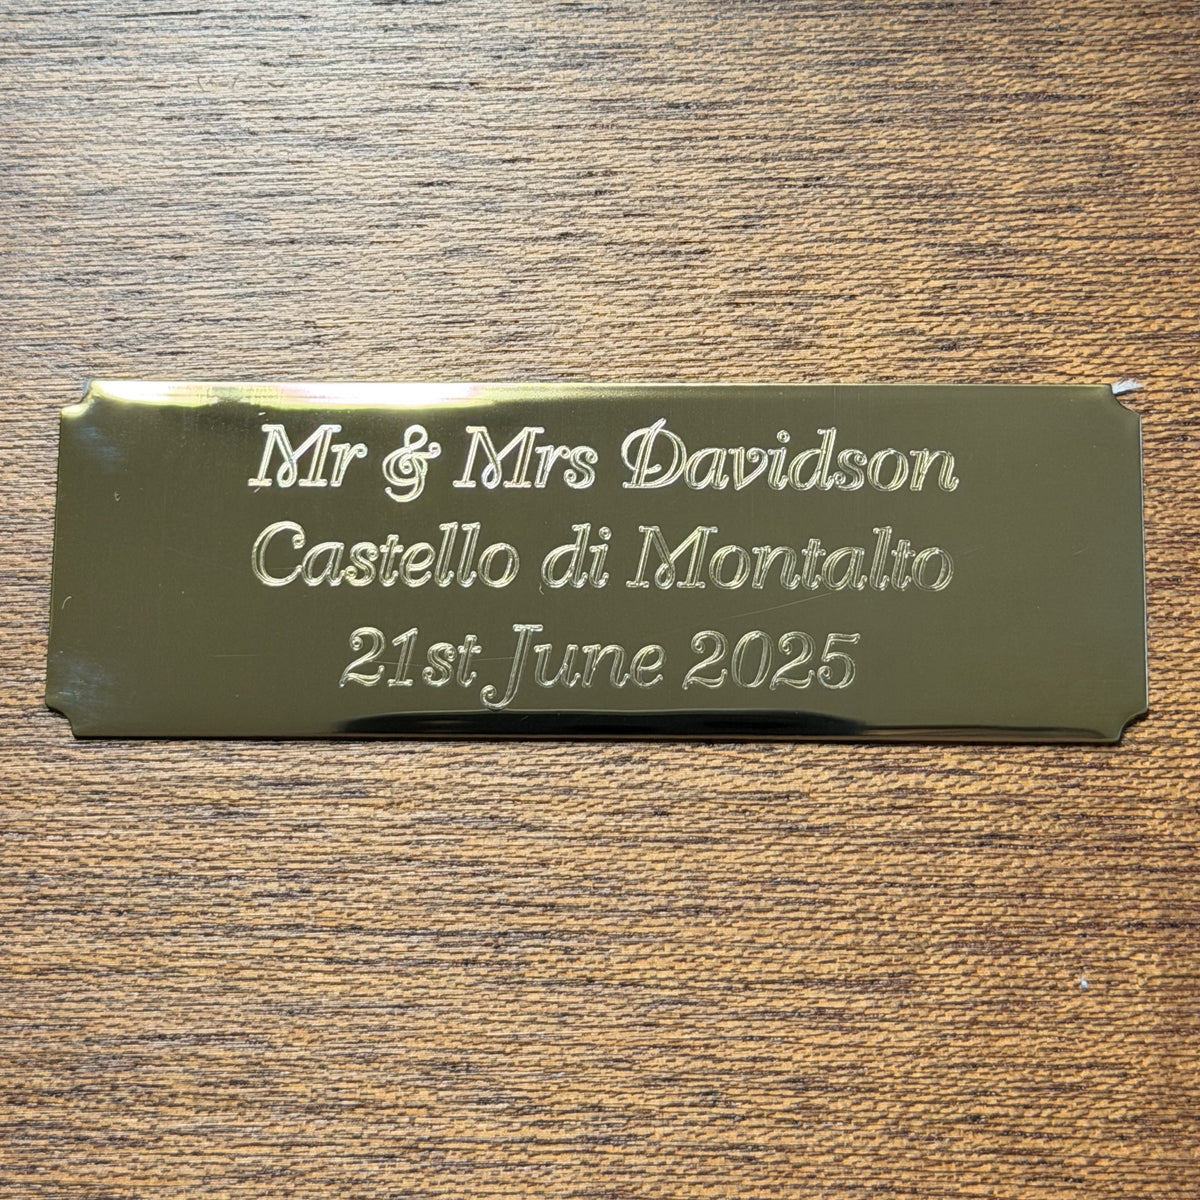 Mr & Mrs Davidson
Castello di Montalto
21st June 2025